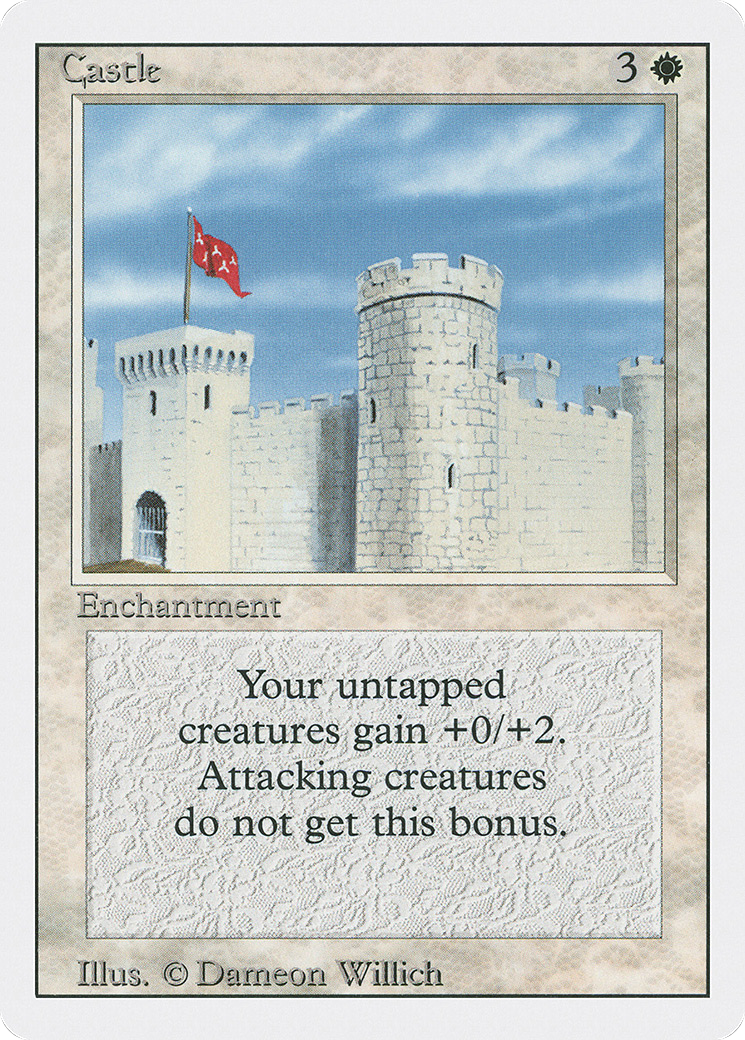 Castle 3
Enchantment
Your untapped
creatures gain +0/+2.
Attacking creatures
do not get this bonus.
Illus. © Dameon Willich